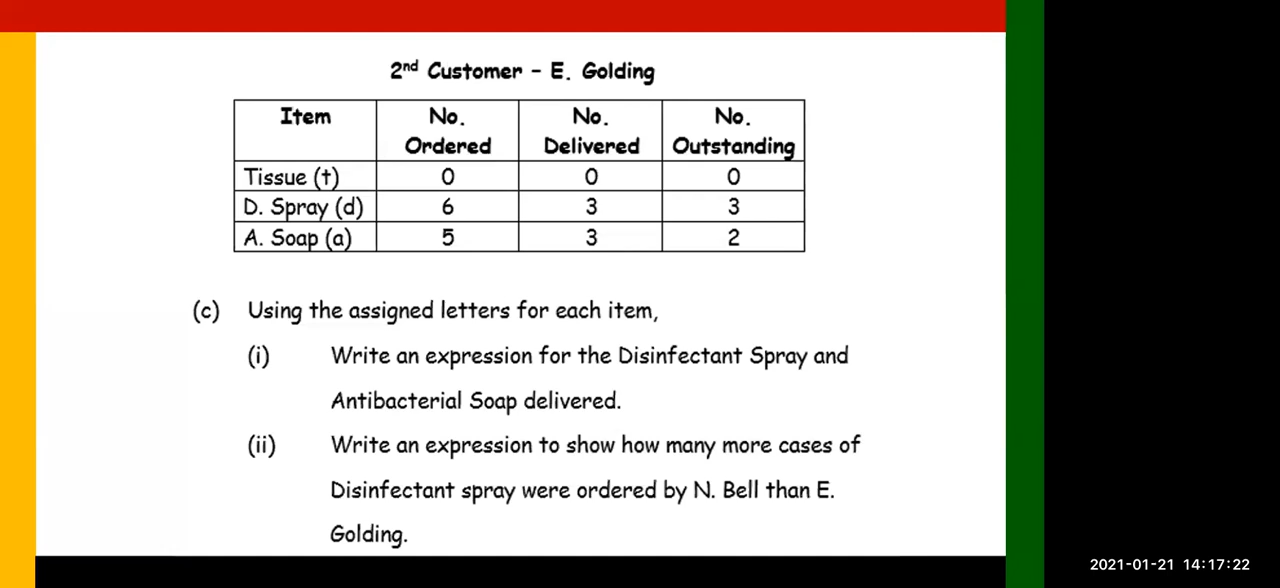 2nd Customer – E. Golding
Item No. No. No.
Ordered Delivered Outstanding
Tissue (t) 0 0 0
D. Spray (d) 6 3 3
A. Soap (a) 5 3 2
(c) Using the assigned letters for each item,
(i) Write an expression for the Disinfectant Spray and
Antibacterial Soap delivered.
(ii) Write an expression to show how many more cases of
Disinfectant spray were ordered by N. Bell than E.
Golding.
2021-01-21 14:17:22